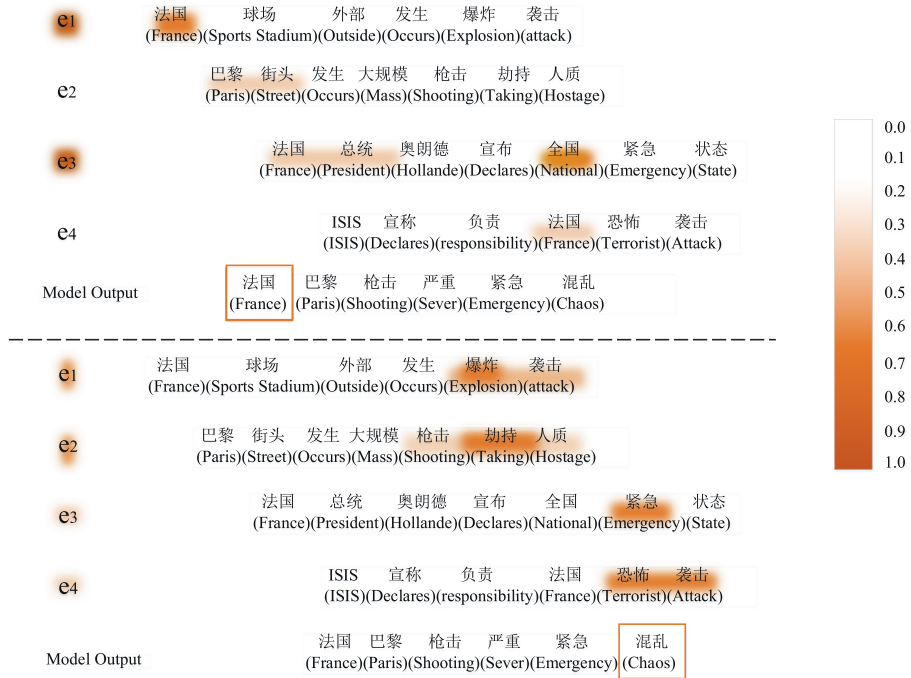 法国 球场 外部 发生 爆炸 袭击
e1 (France)(Sports Stadium)(Outside)(Occurs)(Explosion)(attack)
巴黎 街头 发生 大规模 枪击 劫持 人质
e2 (Paris)(Street)(Occurs)(Mass)(Shooting)(Taking)(Hostage)
法国 总统 奥朗德 宣布 全国 紧急 状态
e3 (France)(President)(Hollande)(Declares)(National)(Emergency)(State)
ISIS 宣称 负责 法国 恐怖 袭击
e4 (ISIS)(Declares)(responsibility)(France)(Terrorist)(Attack)
法国 巴黎 枪击 严重 紧急 混乱
Model Output (France) (Paris)(Shooting)(Sever)(Emergency)(Chaos)
法国 球场 外部 发生 爆炸 袭击
e1 (France)(Sports Stadium)(Outside)(Occurs)(Explosion)(attack)
巴黎 街头 发生 大规模 枪击 劫持 人质
e2 (Paris)(Street)(Occurs)(Mass)(Shooting)(Taking)(Hostage)
法国 总统 奥朗德 宣布 全国 紧急 状态
e3 (France)(President)(Hollande)(Declares)(National)(Emergency)(State)
ISIS 宣称 负责 法国 恐怖 袭击
e4 (ISIS)(Declares)(responsibility)(France)(Terrorist)(Attack)
法国 巴黎 枪击 严重 紧急 混乱
Model Output (France)(Paris)(Shooting)(Sever)(Emergency) (Chaos)
0.0
0.1
0.2
0.3
0.4
0.5
0.6
0.7
0.8
0.9
1.0